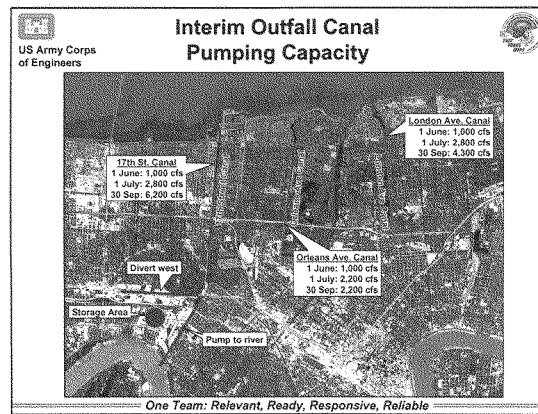 US Army Corps
of Engineers
Interim Outfall Canal
Pumping Capacity
London Ave. Canal
1 June: 1,000 cfs
1 July: 2,800 cfs
30 Sep: 4,300 cfs
17th St. Canal
1 June: 1,000 cfs
1 July: 2,800 cfs
30 Sep: 6,200 cfs
Orleans Ave. Canal
1 June: 1,000 cfs
1 July: 2,200 cfs
30 Sep: 2,200 cfs
Divert west
Storage Area
Pump to river
One Team: Relevant, Ready, Responsive, Reliable